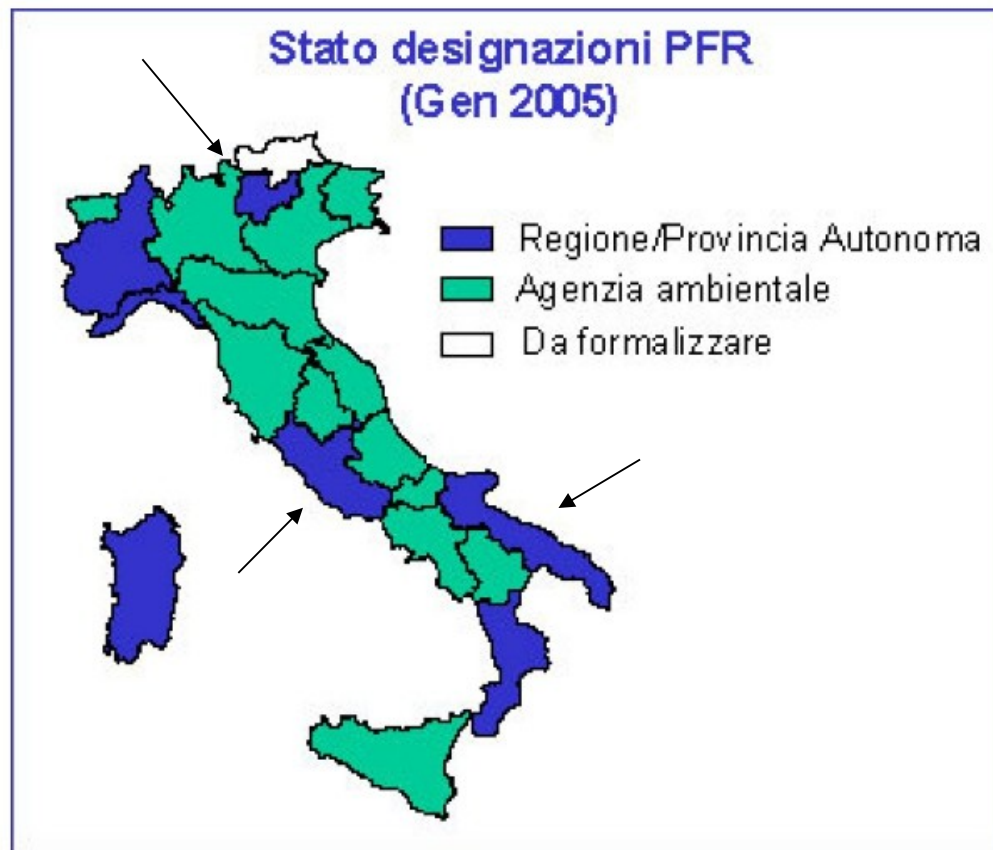 Stato designazioni PFR
(Gen 2005)
Regione/Provincia Autonoma
Agenzia ambientale
Da formalizzare